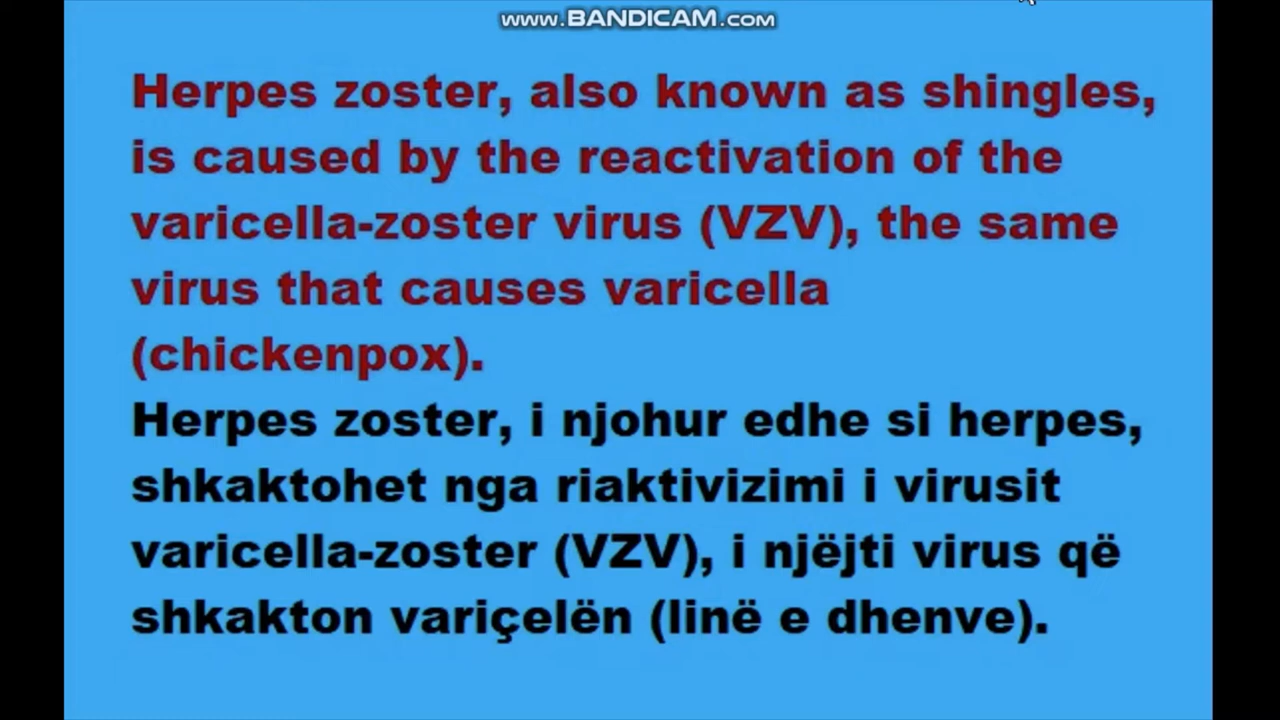 www.BANDICAM.com
Herpes zoster, also known as shingles,
is caused by the reactivation of the
varicella-zoster virus (VZV), the same
virus that causes varicella
(chickenpox).
Herpes zoster, i njohur edhe si herpes,
shkaktohet nga riaktivizimi i virusit
varicella-zoster (VZV), i njëjti virus që
shkakton variçelën (linë e dhenve).